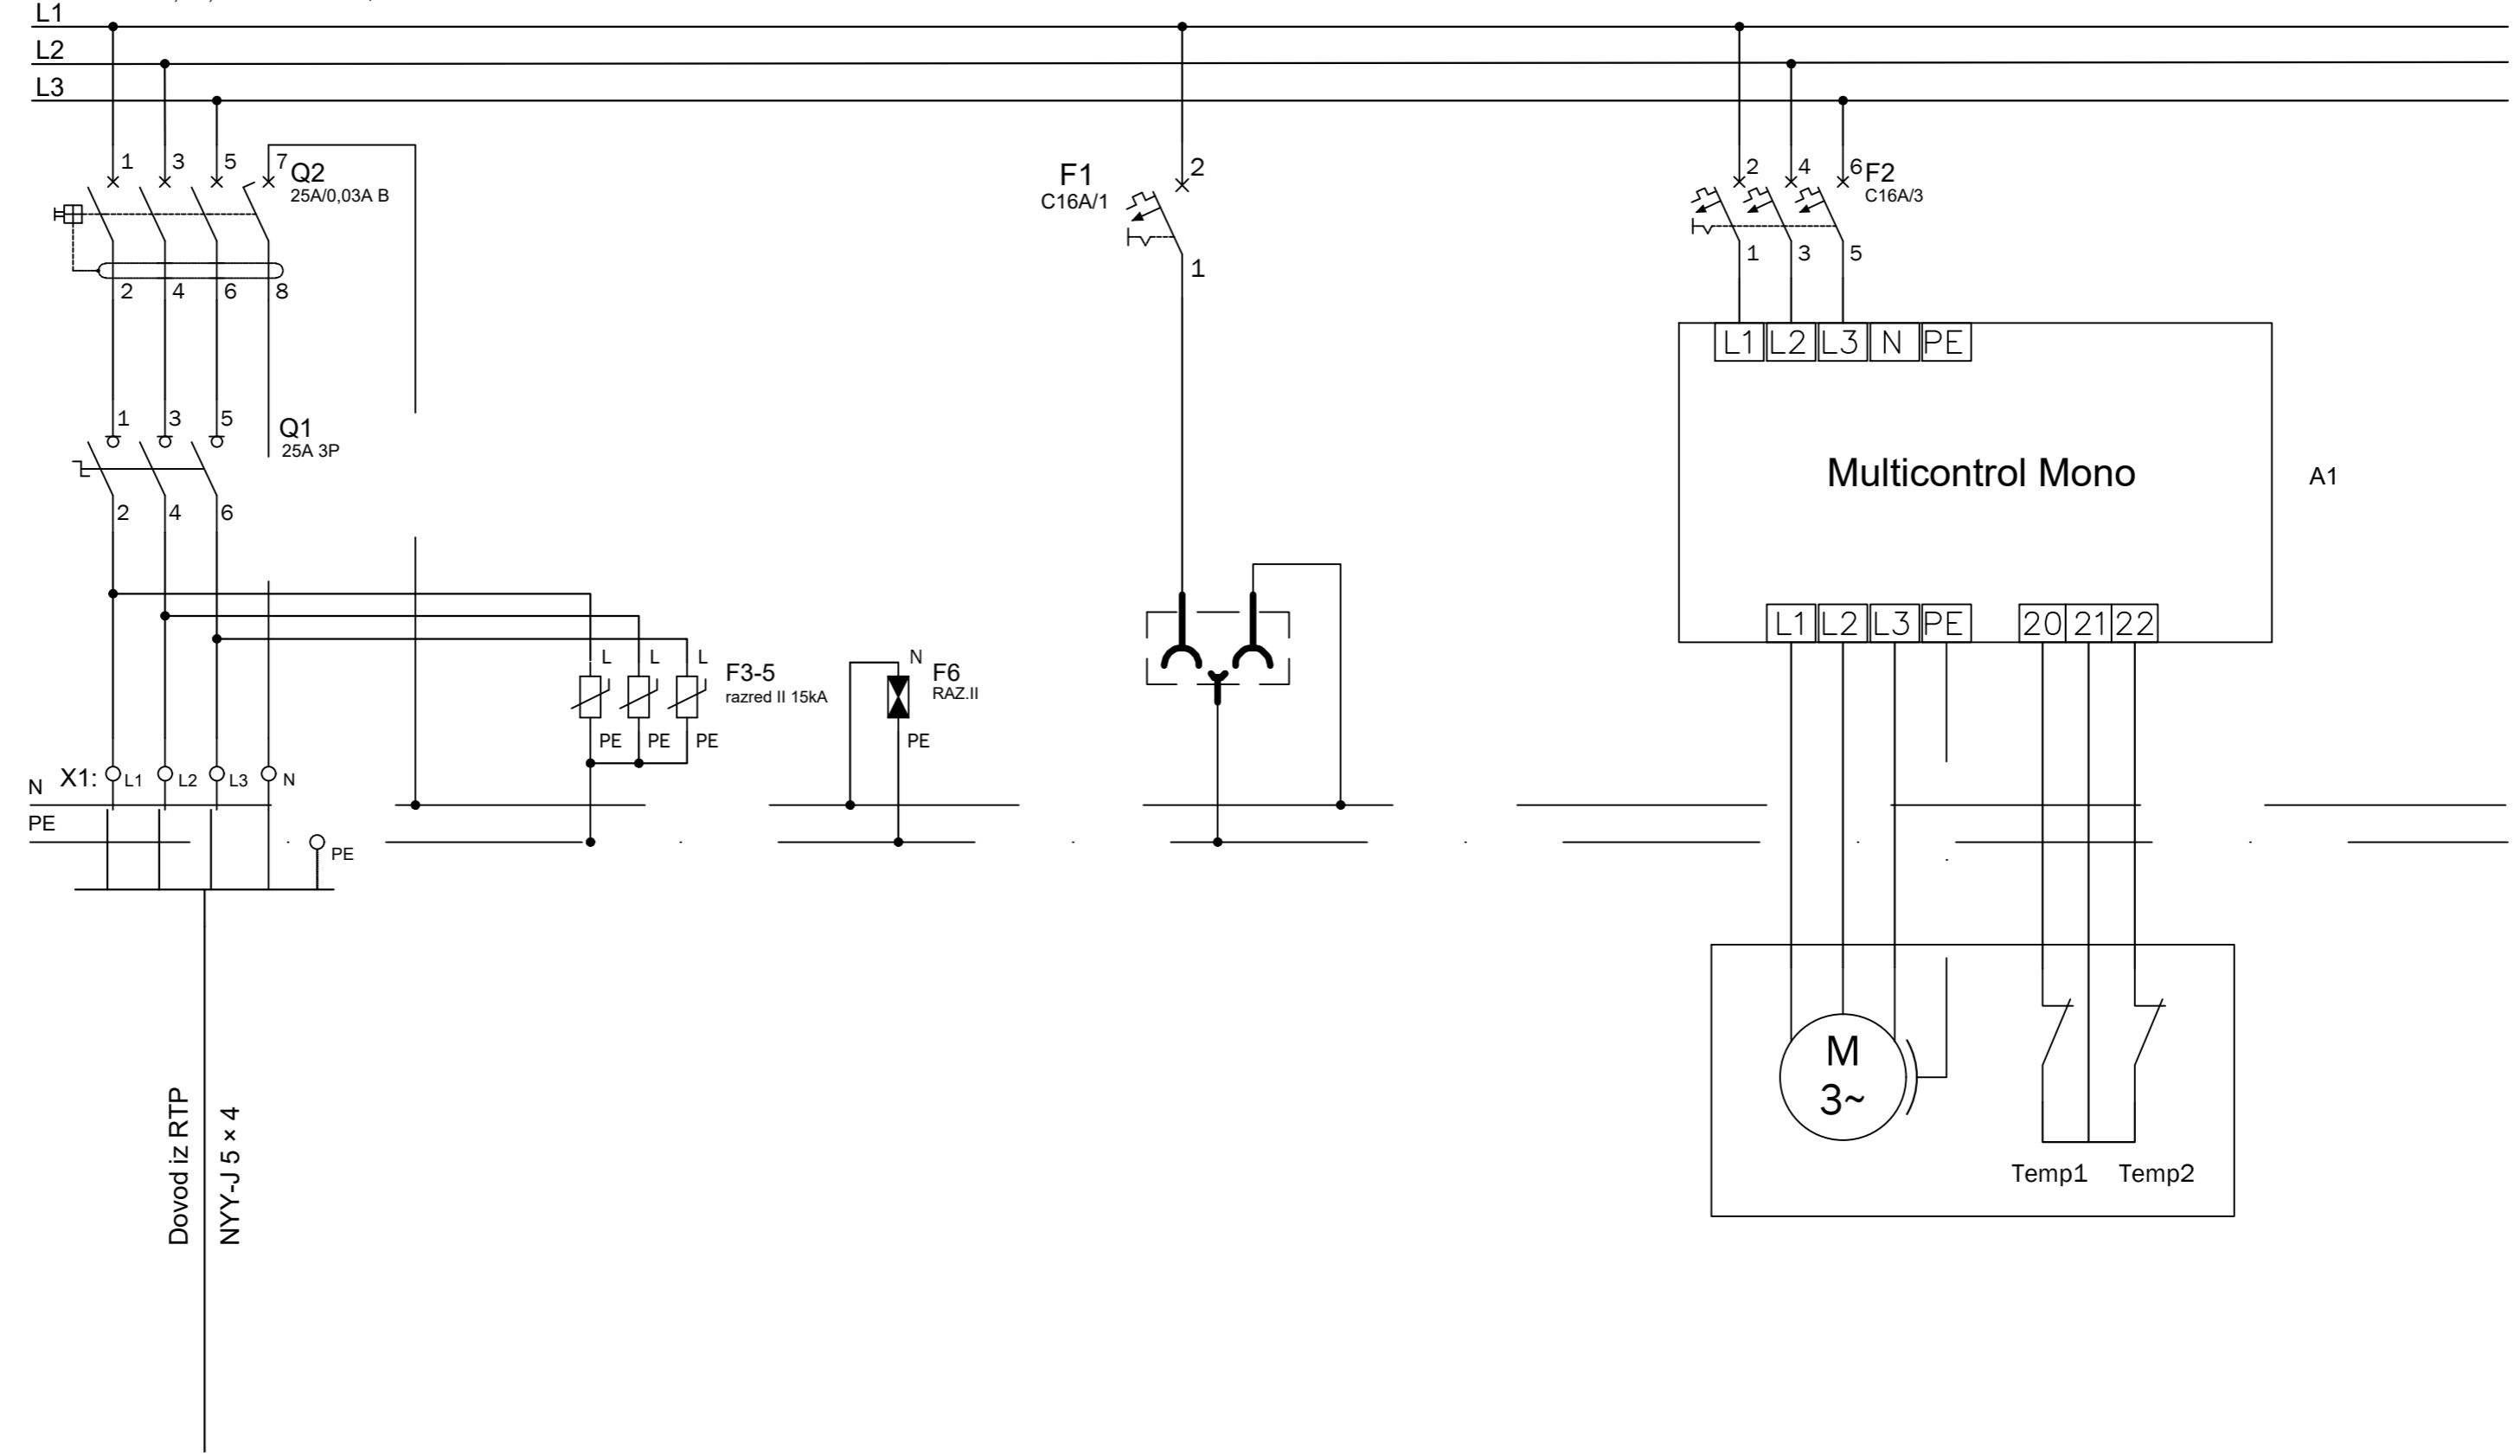 L1
L2
L3
1 3 5 7 Q2
25A/0,03A B
2 4 6 8
F1
C16A/1
2
1
2 4 6 F2
C16A/3
1 3 5
L1 L2 L3 N PE
Multicontrol Mono
A1
L1 L2 L3 PE 20 21 22
1 3 5 Q1
25A 3P
2 4 6
L L L F3-5
razred II 15kA
PE PE PE
N F6
RAZ.II
PE
X1: L1 L2 L3 N
N
PE
PE
Dovod iz RTP
NYY-J 5 × 4
M
3~
Temp1 Temp2